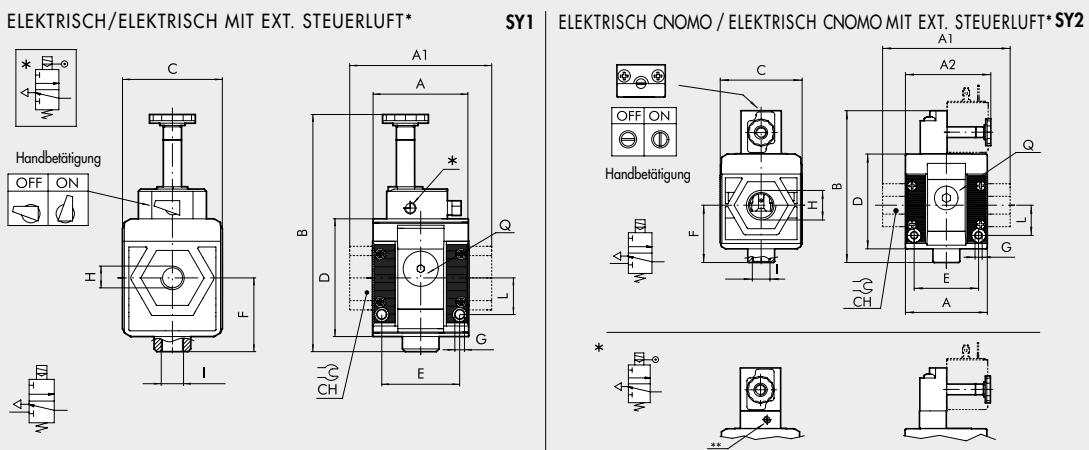 ELEKTRISCH/ELEKTRISCH MIT EXT. STEUERLUFT* SY1
*
C
A1
A
*
Handbetätigung
OFF ON
B
D
Q
H
F
L
G
I
E
CH
ELEKTRISCH CNOMO / ELEKTRISCH CNOMO MIT EXT. STEUERLUFT* SY2
A1
A2
C
OFF ON
Handbetätigung
Q
B
D
H
F
L
G
I
E
CH
A
*
**